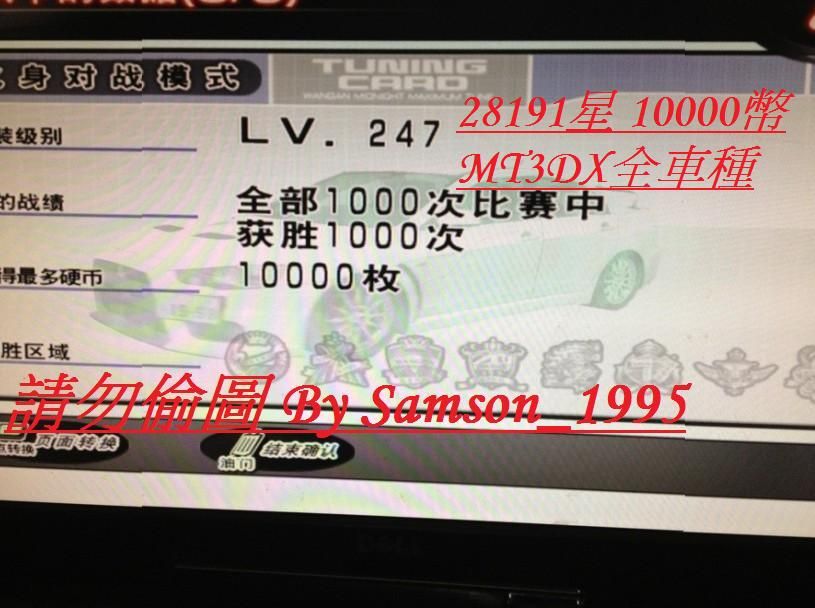 身对战模式
TUNING
CARD
WANGAN MIDNIGHT MAXIMUM TUNE
28191星 10000幣
MT3DX全車種
装级别
LV. 247
的战绩
全部1000次比赛中
获胜1000次
得最多硬币
10000枚
胜区域
請勿偷圖 By Samson_1995
页面转换
点转换
油门
结束确认
DELL